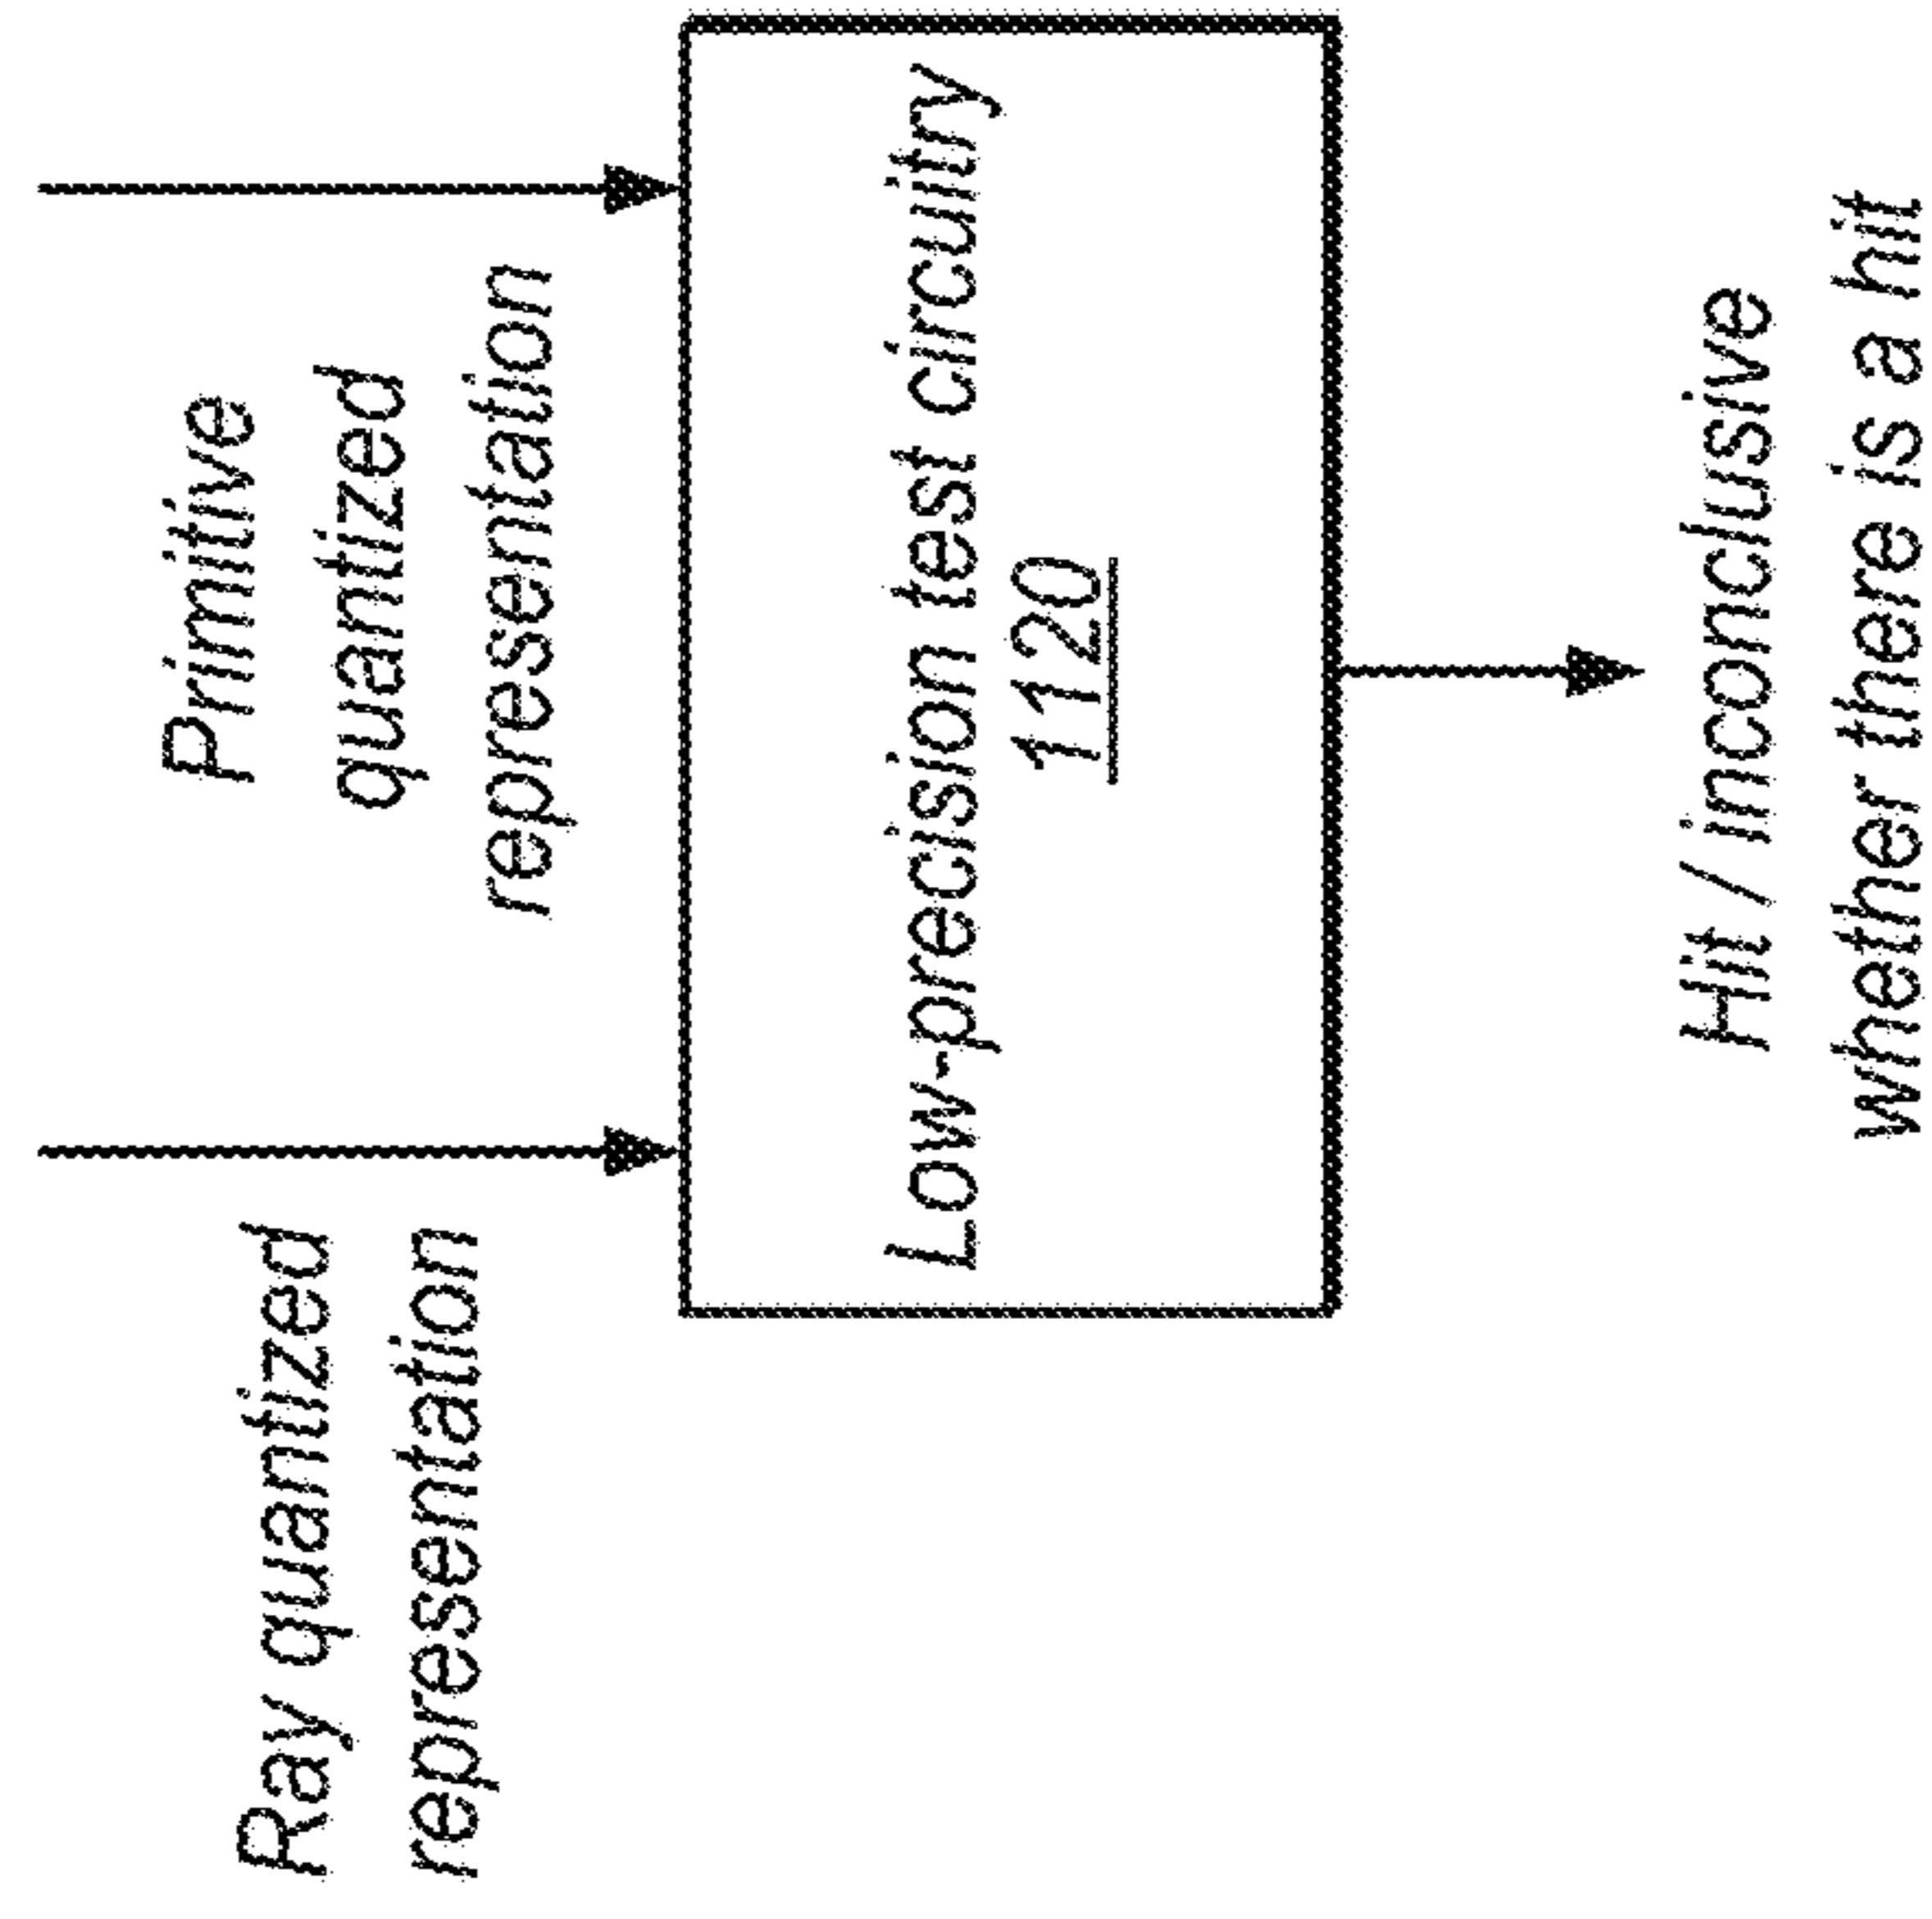 Ray quantized
representation
Primitive
quantized
representation
Low-precision test circuitry
1120
Hit / inconclusive
whether there is a hit